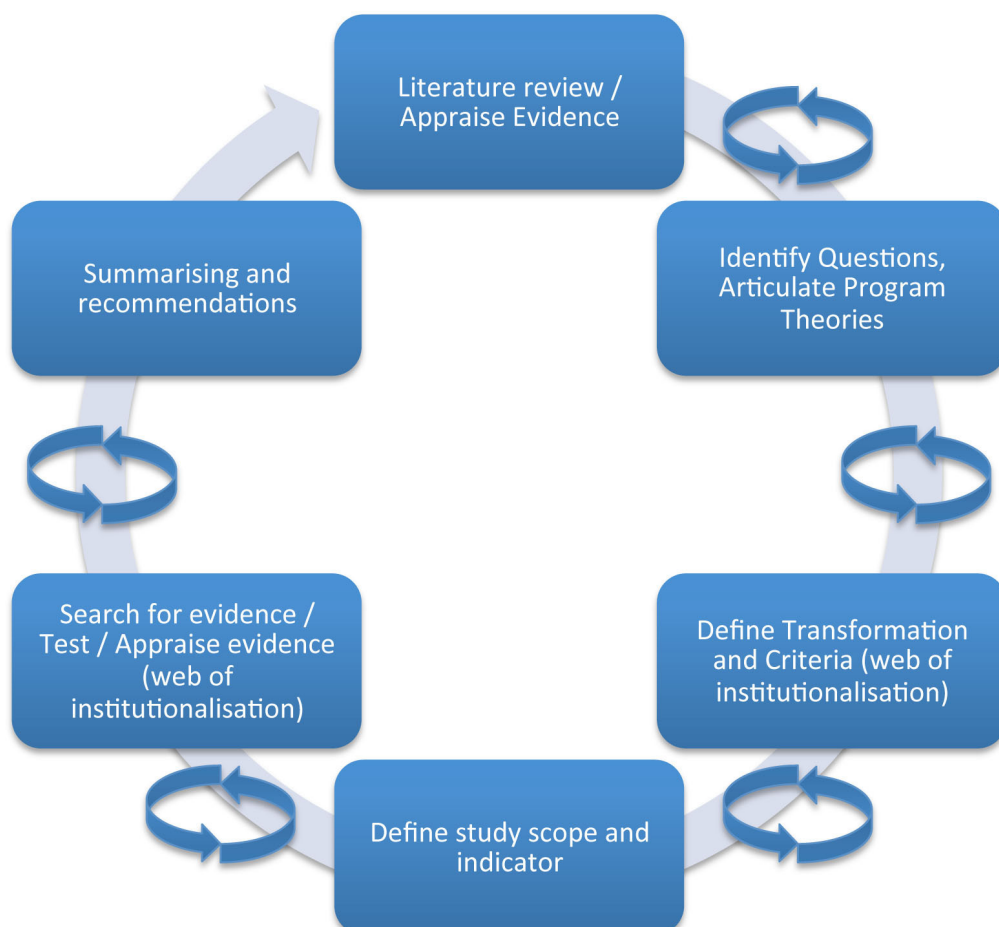 Literature review /
Appraise Evidence
Identify Questions,
Articulate Program
Theories
Define Transformation
and Criteria (web of
institutionalisation)
Define study scope and
indicator
Search for evidence /
Test / Appraise evidence
(web of
institutionalisation)
Summarising and
recommendations